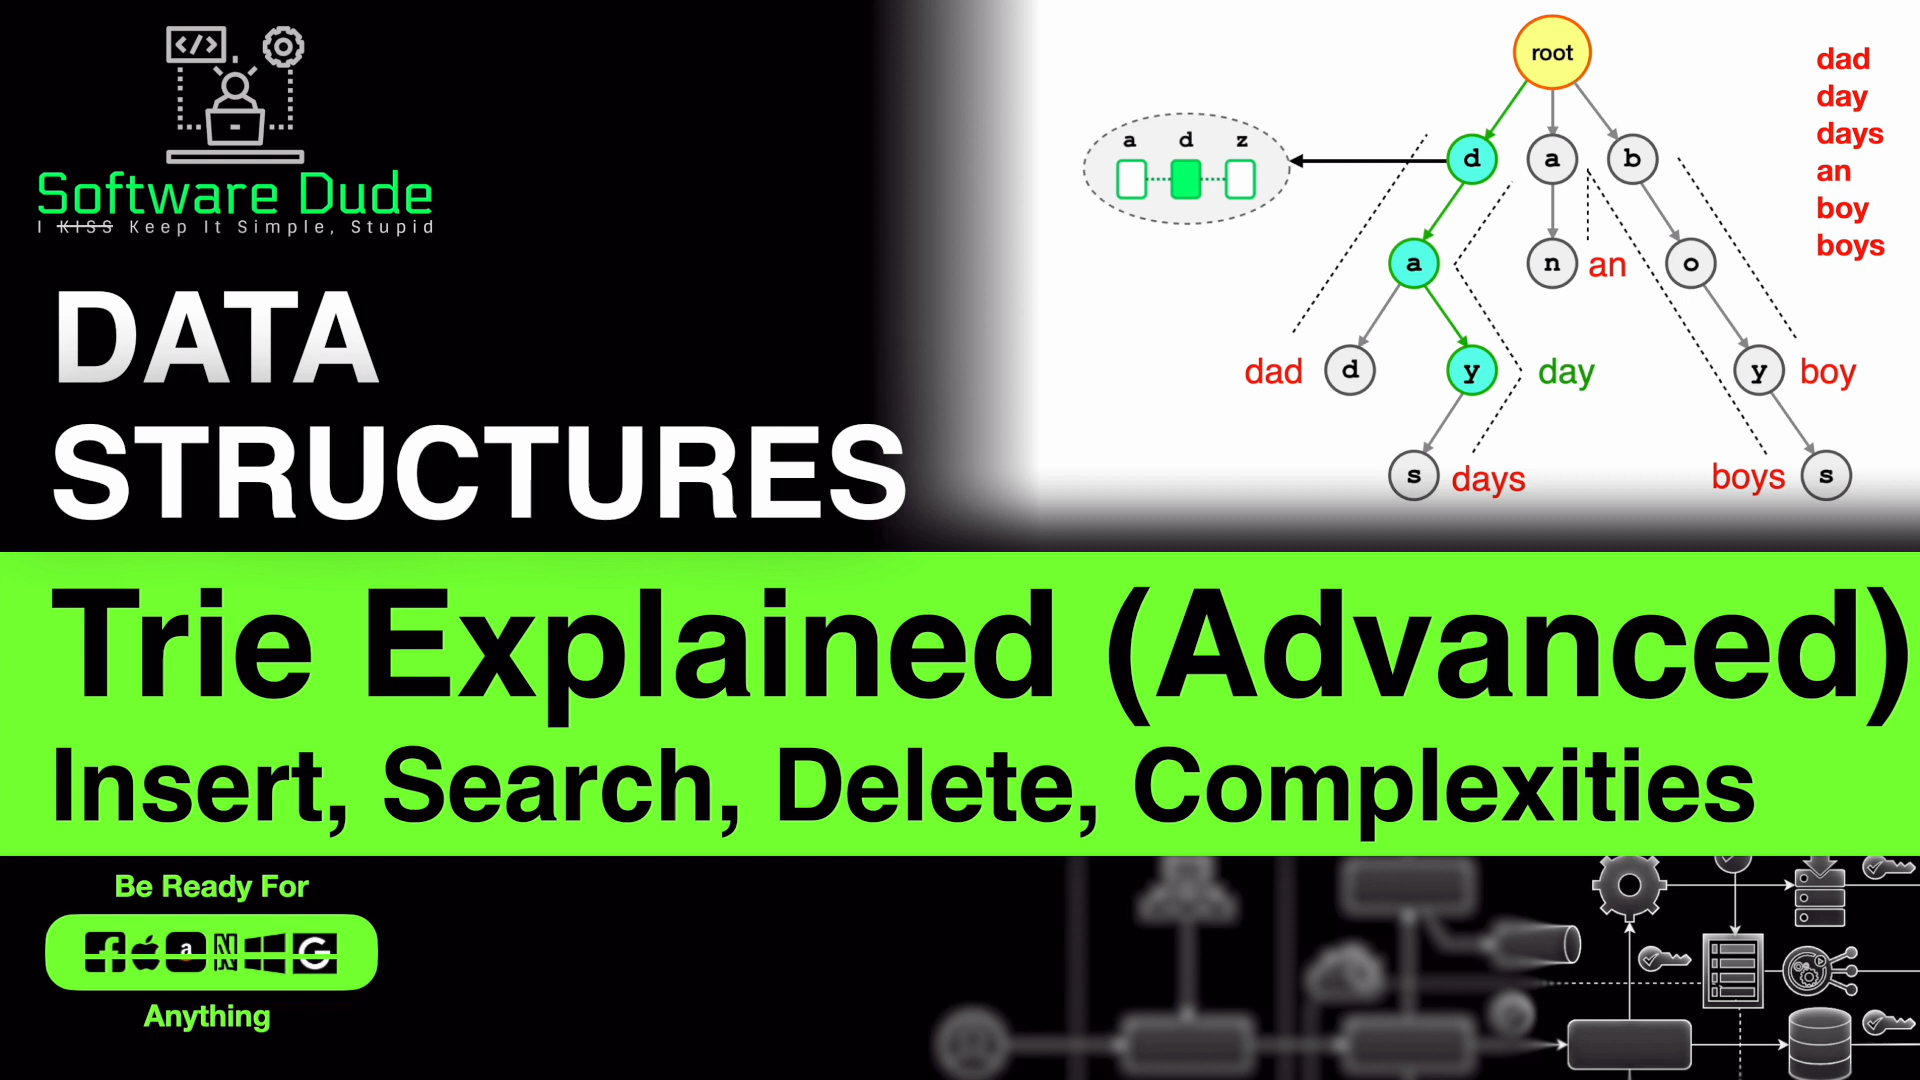 </>
Software Dude
I KISS Keep It Simple, Stupid
DATA
STRUCTURES
root
d a b
a n o
d y y
s s
a d z
an
dad day boy
days boys
dad
day
days
an
boy
boys
Trie Explained (Advanced)
Insert, Search, Delete, Complexities
Be Ready For
f a N G
Anything